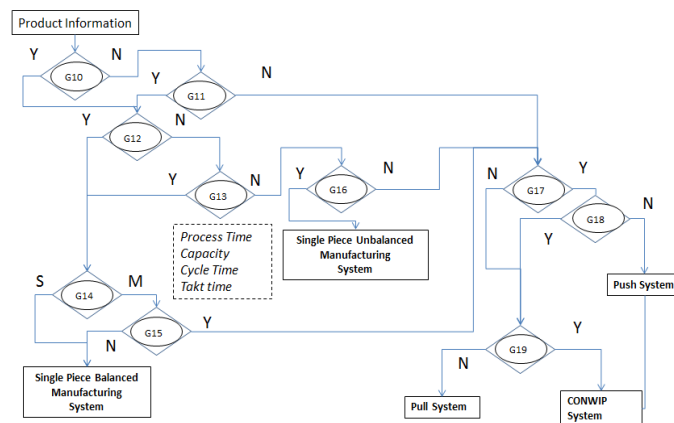 Product Information
Y
N
G10
N
Y
G11
Y
N
G12
Y
N
G13
Y
N
G16
N
Y
G17
N
G18
Y
Process Time
Capacity
Cycle Time
Takt time
Single Piece Unbalanced
Manufacturing
System
Push System
S
M
G14
G15
Y
N
Y
G19
N
Single Piece Balanced
Manufacturing
System
Pull System
CONWIP
System